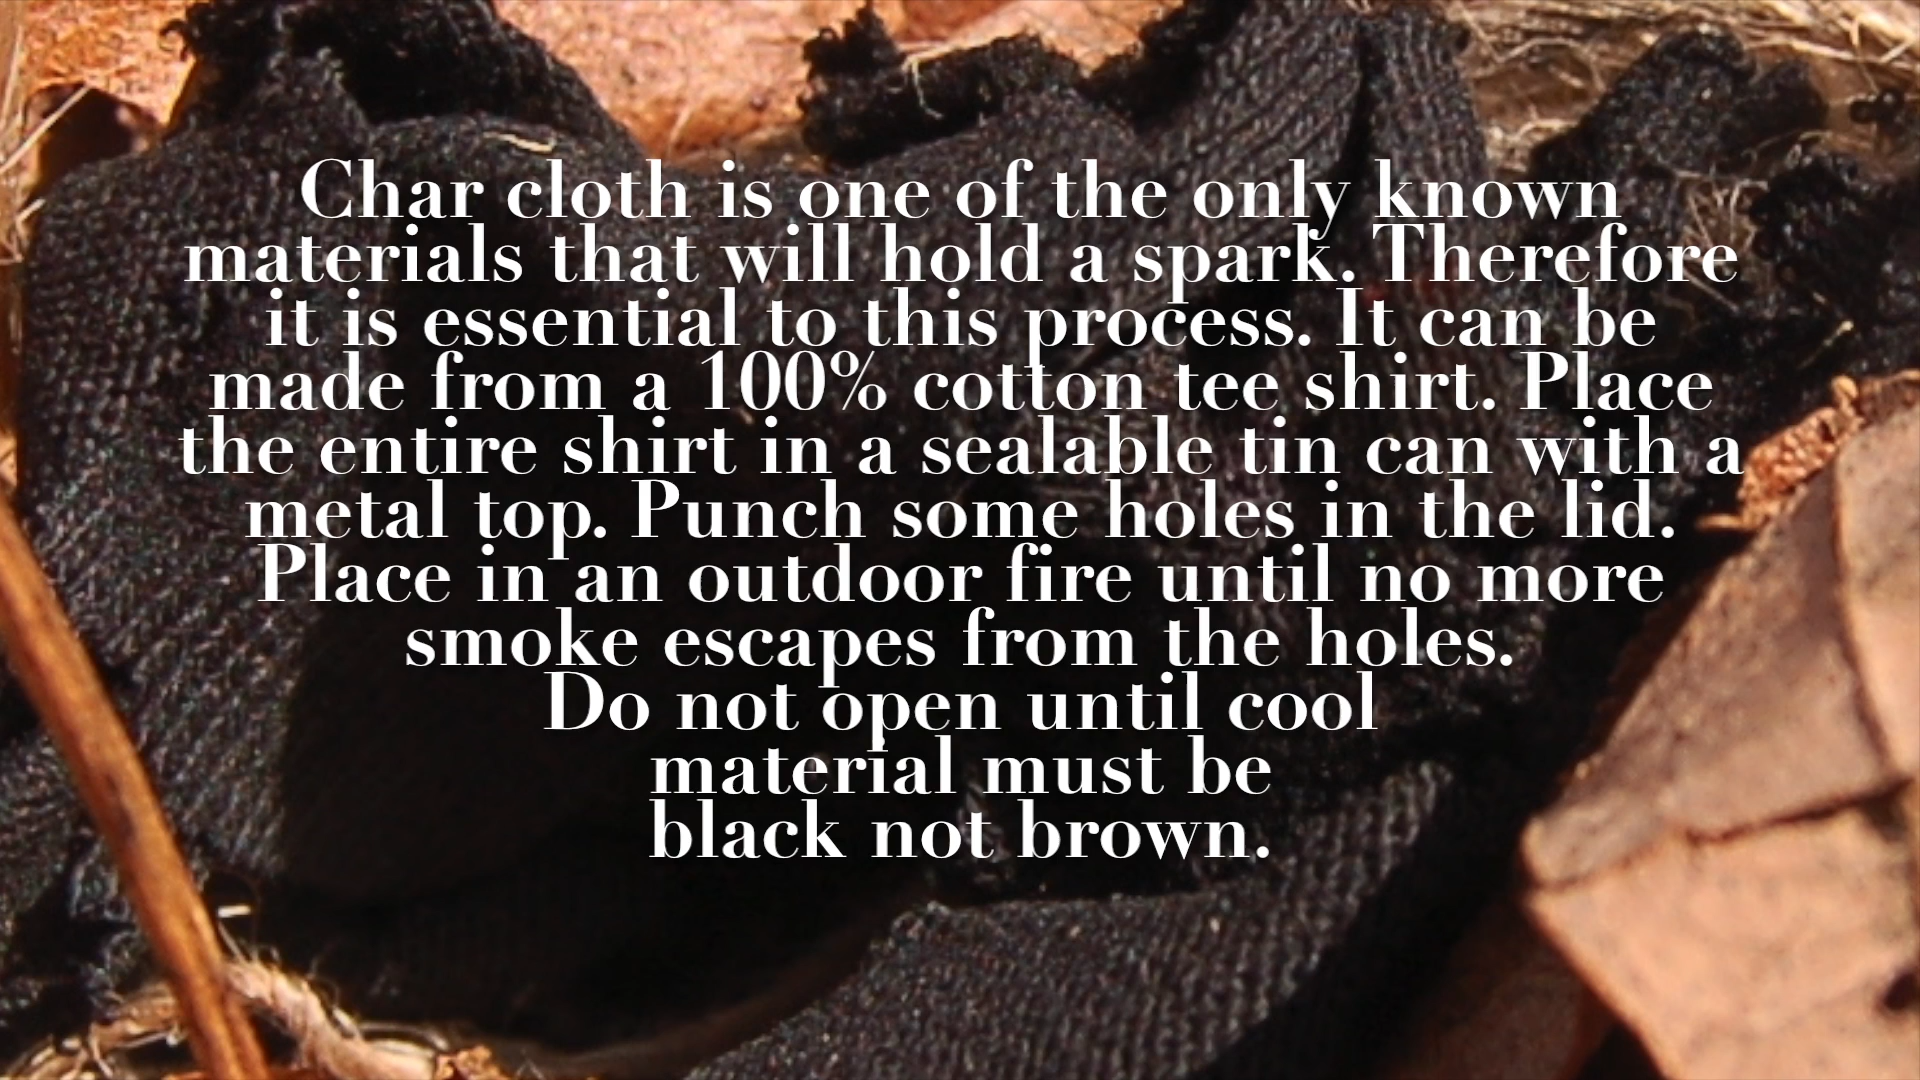 Char cloth is one of the only known
materials that will hold a spark. Therefore
it is essential to this process. It can be
made from a 100% cotton tee shirt. Place
the entire shirt in a sealable tin can with a
metal top. Punch some holes in the lid.
Place in an outdoor fire until no more
smoke escapes from the holes.
Do not open until cool
material must be
black not brown.